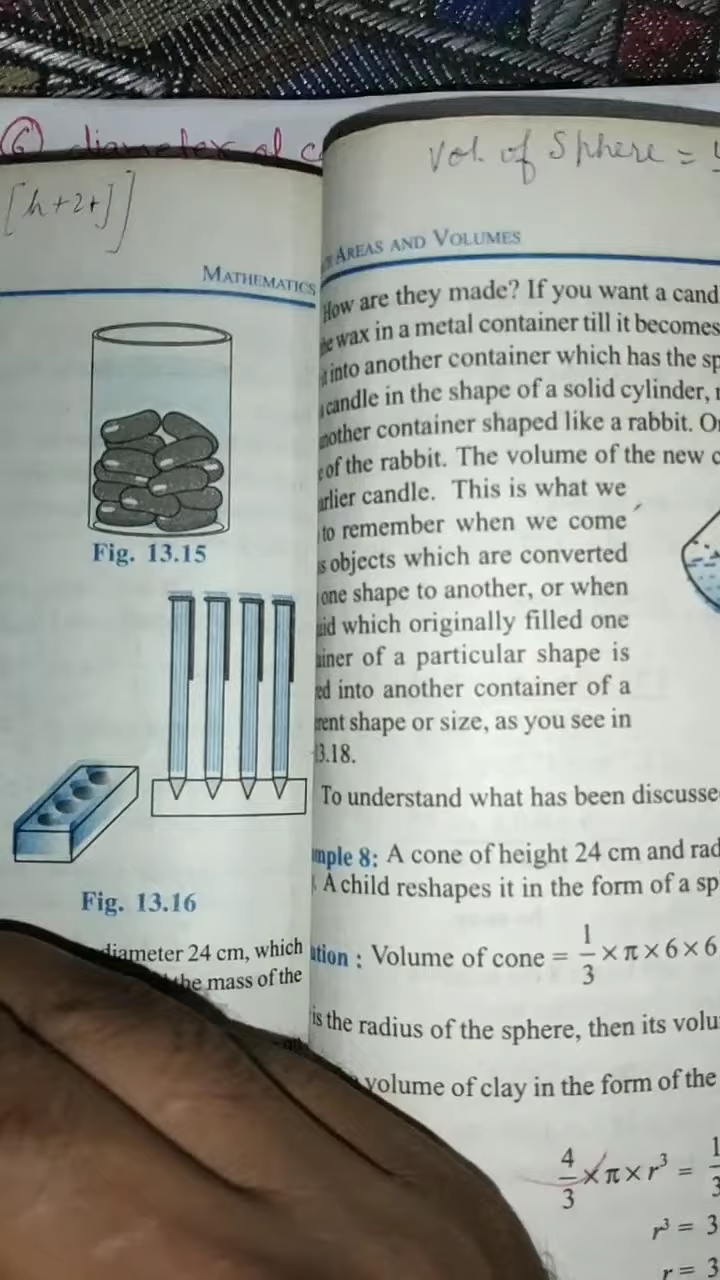 ⑥ diameter of
[h+2r]]
MATHEMATICS
Fig. 13.15
Fig. 13.16
diameter 24 cm, which
the mass of the
Vol. of Sphere =
AREAS AND VOLUMES
How are they made? If you want a cand
wax in a metal container till it becomes
into another container which has the sp
candle in the shape of a solid cylinder,
another container shaped like a rabbit. O
of the rabbit. The volume of the new c
earlier candle. This is what we
to remember when we come
objects which are converted
one shape to another, or when
which originally filled one
of a particular shape is
into another container of a
shape or size, as you see in
3.18.
To understand what has been discusse
mple 8: A cone of height 24 cm and rad
A child reshapes it in the form of a sp
ution : Volume of cone = 1/3 × π × 6 × 6
is the radius of the sphere, then its volu
volume of clay in the form of the
4/3 × π × r³ = 1/3
r³ = 3
r = 3